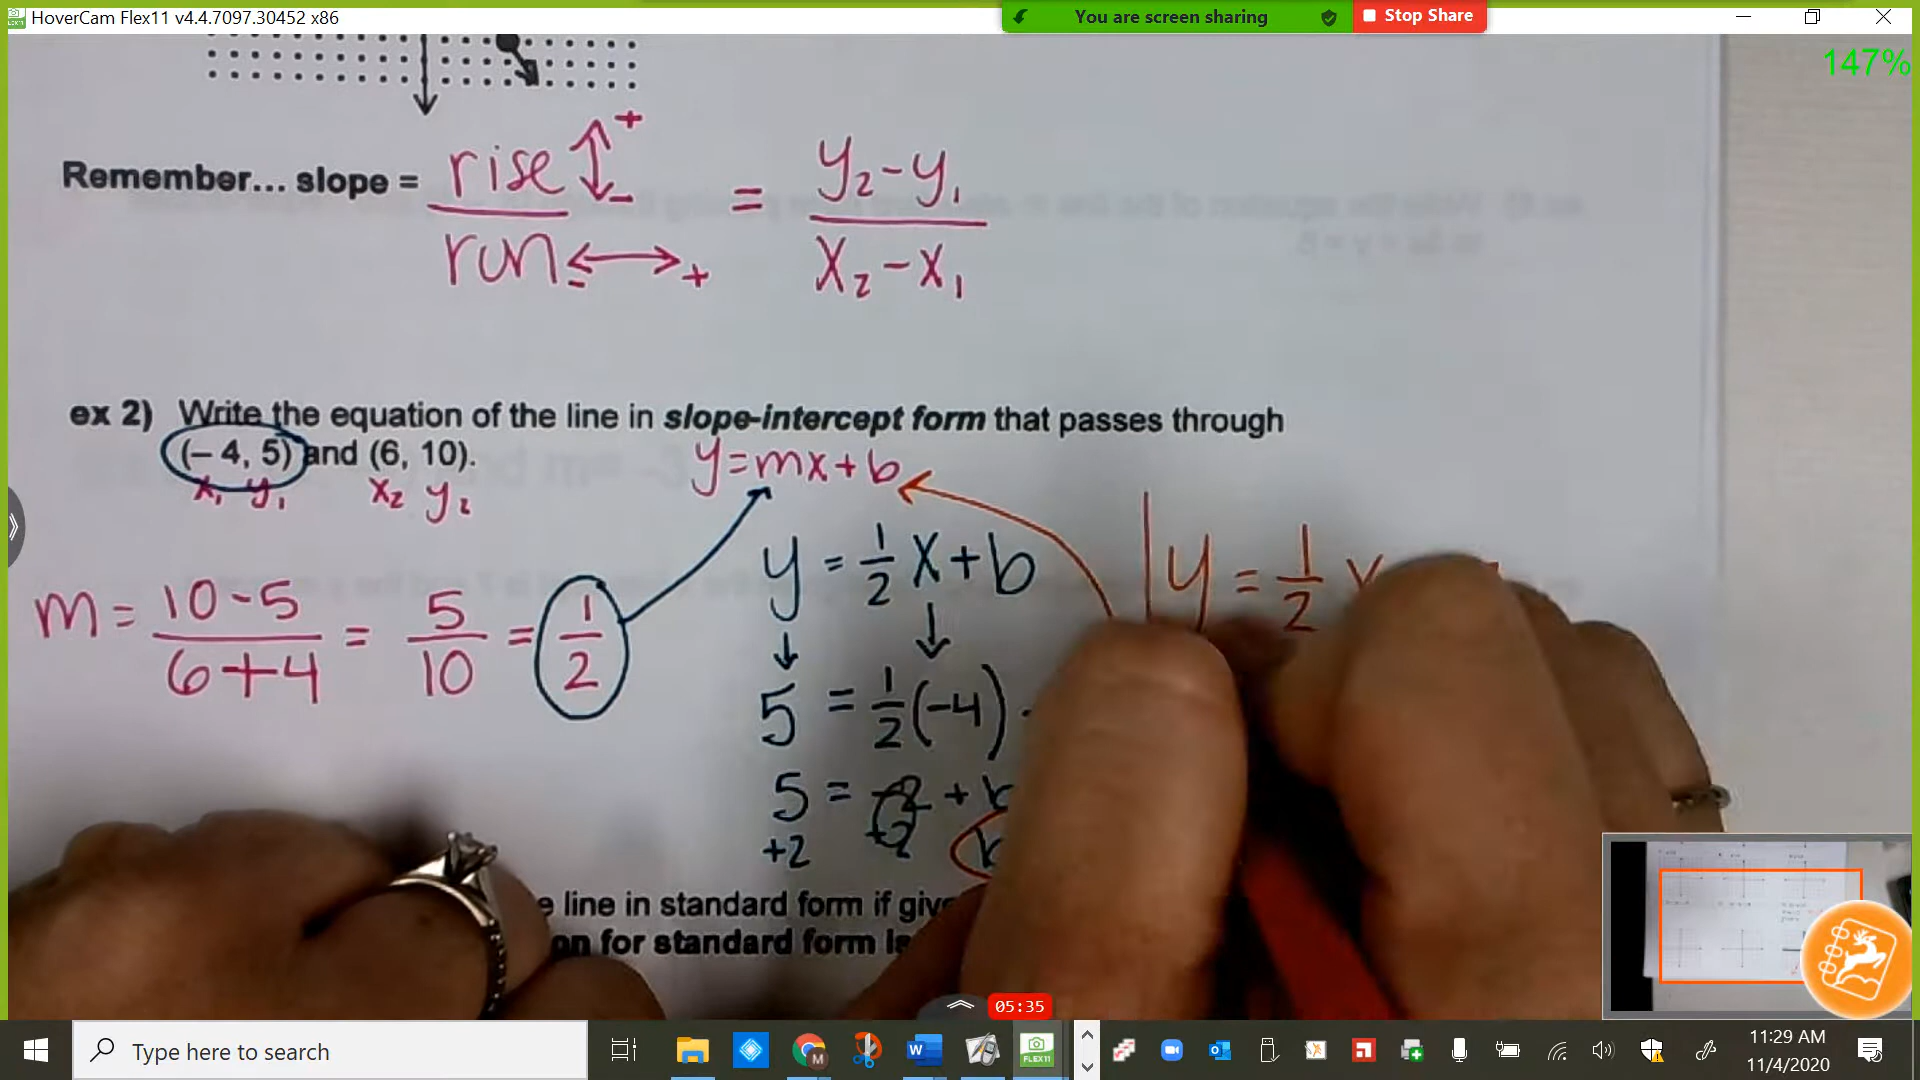 HoverCam Flex11 v4.4.7097.30452 x86
You are screen sharing
Stop Share
147%
Remember... slope = rise + - / run - + = y₂-y₁ / x₂-x₁
ex 2) Write the equation of the line in slope-intercept form that passes through
(– 4, 5) and (6, 10). y=mx+b
x₁ y₁ x₂ y₂
y = 1/2 x + b
y = 1/2 x
m = 10-5 / 6+4 = 5/10 = 1/2
5 = 1/2 (-4)
5 = -2 + b
+2 +2 b
e line in standard form if give
on for standard form is
05:35
Type here to search
FLEX11
11:29 AM
11/4/2020